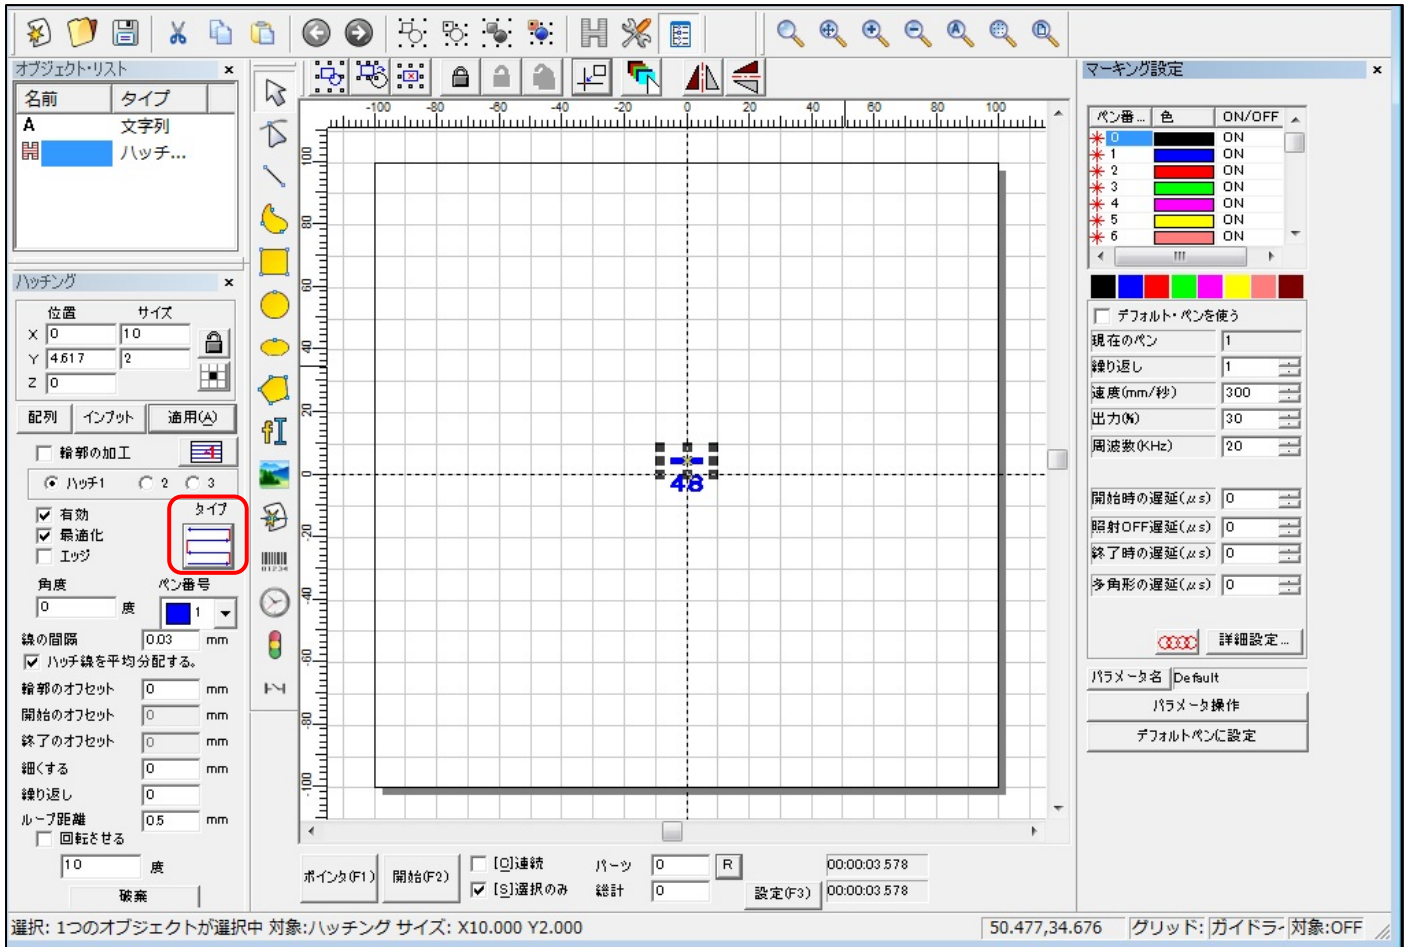 オブジェクト・リスト
名前 タイプ
A 文字列
ハッチ...
ハッチング
位置 サイズ
X 0 10
Y 4.617 2
Z 0
配列 インプット 適用(A)
輪郭の加工
ハッチ1 2 3
有効 タイプ
最適化
エッジ
角度 ペン番号
0 度 1
線の間隔 0.03 mm
ハッチ線を平均分配する。
輪郭のオフセット 0 mm
開始のオフセット 0 mm
終了のオフセット 0 mm
細くする 0 mm
繰り返し 0
ループ距離 0.5 mm
回転させる
10 度
破棄
-100 -80 -60 -40 -20 0 20 40 60 80 100
100
80
60
40
20
0
-20
-40
-60
-80
-100
48
ポインタ(F1) 開始(F2) [C]連続 パーツ 0 R 00:00:03.578
[S]選択のみ 総計 0 設定(F3) 00:00:03.578
マーキング設定
ペン番... 色 ON/OFF
0 ON
1 ON
2 ON
3 ON
4 ON
5 ON
6 ON
デフォルト・ペンを使う
現在のペン 1
繰り返し 1
速度(mm/秒) 300
出力(%) 30
周波数(KHz) 20
開始時の遅延(μs) 0
照射OFF遅延(μs) 0
終了時の遅延(μs) 0
多角形の遅延(μs) 0
詳細設定...
パラメータ名 Default
パラメータ操作
デフォルトペンに設定
選択: 1つのオブジェクトが選択中 対象:ハッチング サイズ: X10.000 Y2.000 50.477,34.676 グリッド: ガイドラ- 対象:OFF